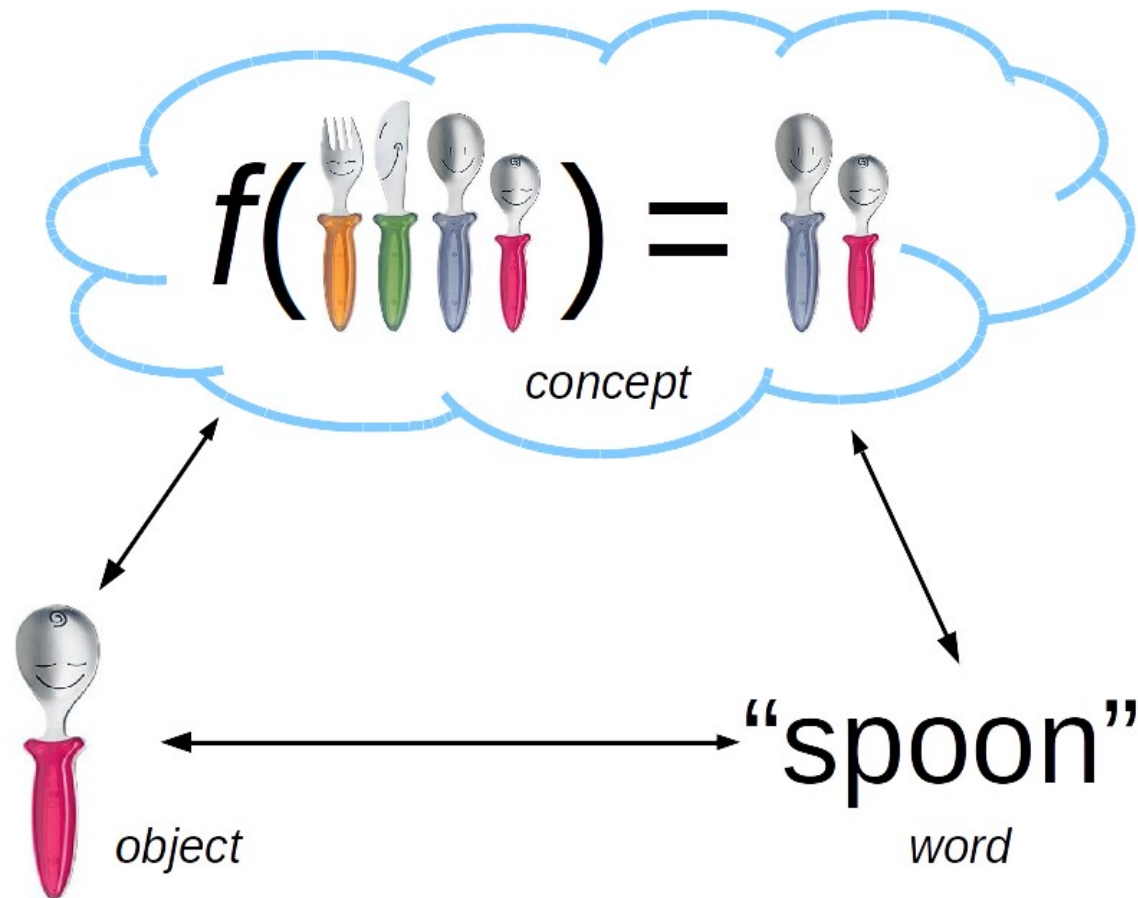 f( ) =
concept
“spoon”
object
word